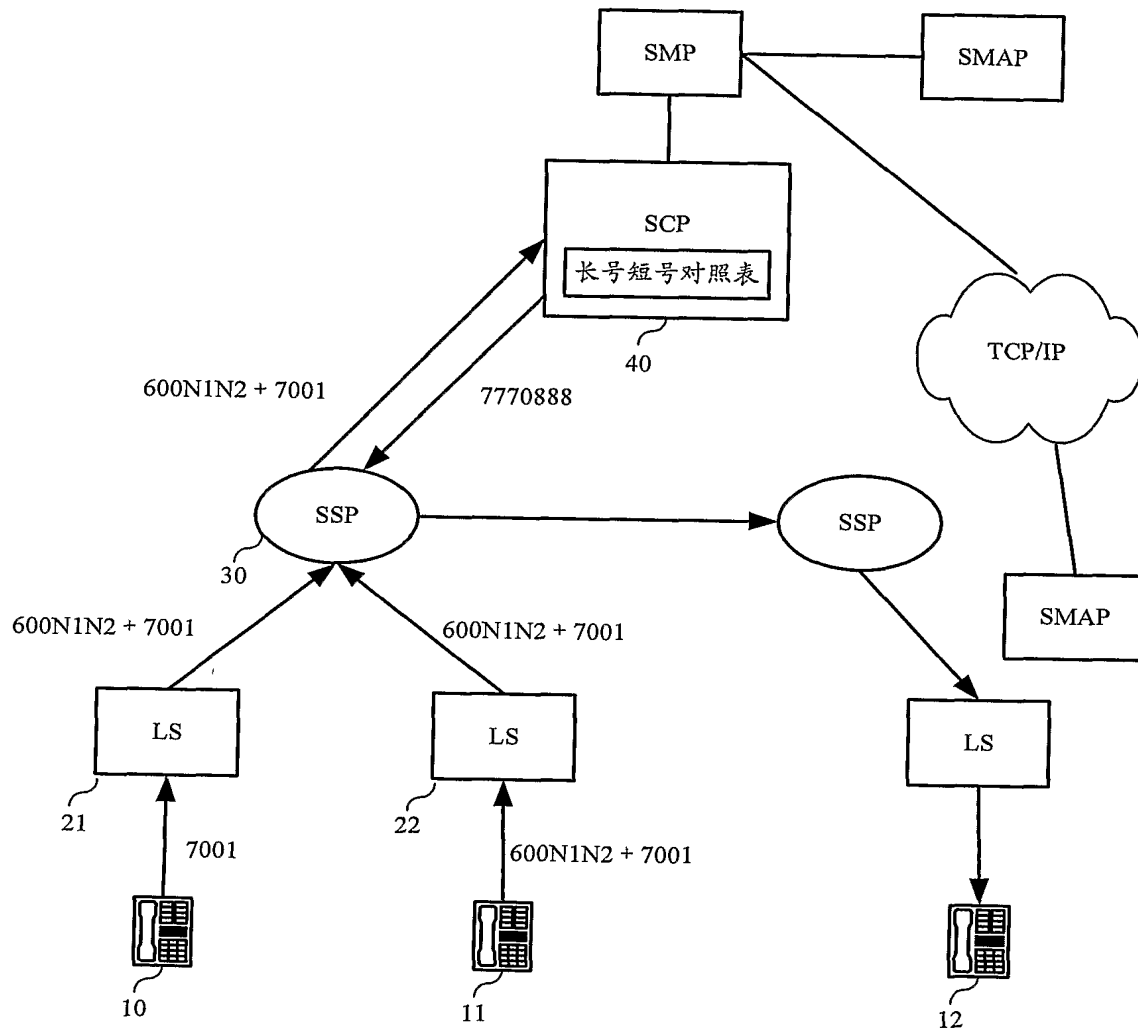 SMP
SMAP
SCP
长号短号对照表
40
TCP/IP
600N1N2 + 7001
7770888
SSP
SSP
30
SMAP
600N1N2 + 7001
600N1N2 + 7001
LS
LS
LS
21
22
7001
600N1N2 + 7001
10
11
12